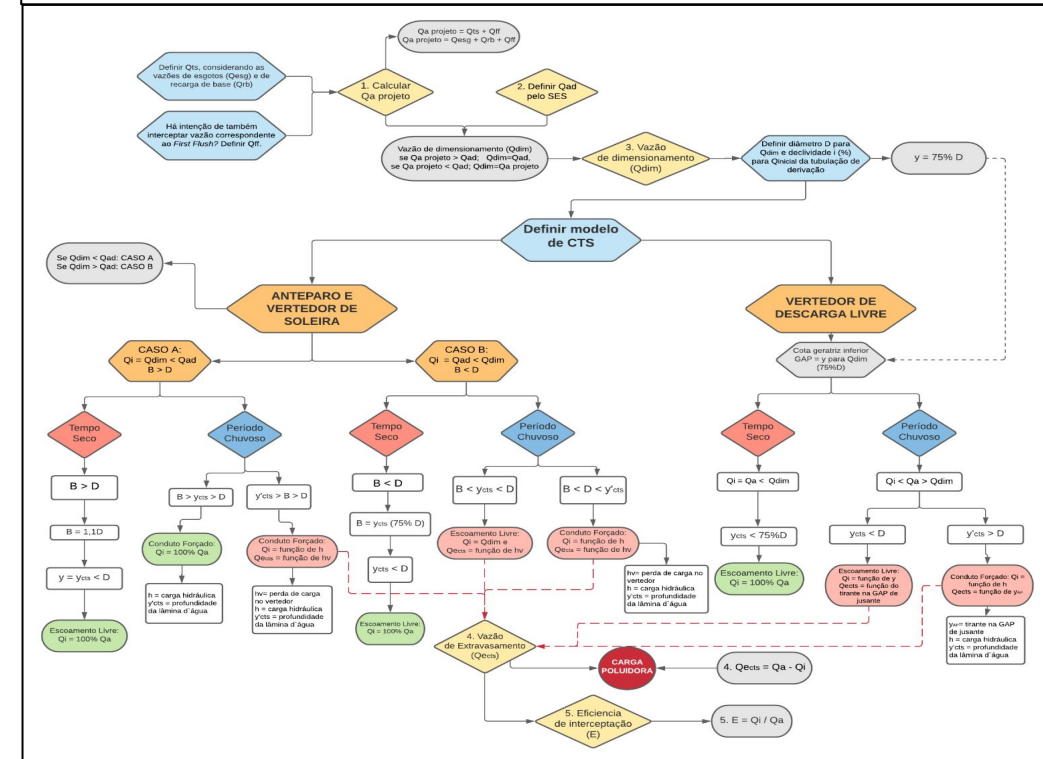 Qa projeto = Qts + Qff
Qa projeto = Qesg + Qrb + Qff
Definir Qts, considerando as
vazões de esgotos (Qesg) e de
recarga de base (Qrb)
1. Calcular
Qa projeto
2. Definir Qad
pelo SES
Há intenção de também
interceptar vazão correspondente
ao First Flush? Definir Qff.
Vazão de dimensionamento (Qdim)
se Qa projeto > Qad; Qdim=Qad,
se Qa projeto < Qad; Qdim=Qa projeto
3. Vazão
de dimensionamento
(Qdim)
Definir diâmetro D para
Qdim e declividade i (%)
para Qinicial da tubulação de
derivação
y = 75% D
Definir modelo
de CTS
Se Qdim < Qad: CASO A
Se Qdim > Qad: CASO B
ANTEPARO E
VERTEDOR DE
SOLEIRA
VERTEDOR DE
DESCARGA LIVRE
CASO A:
Qi = Qdim < Qad
B > D
CASO B:
Qi = Qad < Qdim
B < D
Cota geratriz inferior
GAP = y para Qdim
(75%D)
Tempo
Seco
Período
Chuvoso
Tempo
Seco
Período
Chuvoso
Tempo
Seco
Período
Chuvoso
B > D
B > ycts > D
y'cts > B > D
B < D
B < ycts < D
B < D < y'cts
Qi = Qa < Qdim
Qi < Qa > Qdim
B = 1,1D
Conduto Forçado:
Qi = 100% Qa
Conduto Forçado:
Qi = função de h
Qects = função de hv
B = ycts (75% D)
Escoamento Livre:
Qi = Qdim e
Qects = função de hv
Conduto Forçado:
Qi = função de h
Qects = função de hv
ycts < 75%D
ycts < D
y'cts > D
y = ycts < D
h = carga hidráulica
y'cts = profundidade
da lâmina d`água
hv= perda de carga no
vertedor
h = carga hidráulica
y'cts = profundidade
da lâmina d`água
ycts < D
hv= perda de carga no
vertedor
h = carga hidráulica
y'cts = profundidade
da lâmina d`água
Escoamento Livre:
Qi = 100% Qa
Escoamento Livre:
Qi = função de y
Qects = função do
tirante na GAP de
jusante
Conduto Forçado: Qi =
função de h
Escoamento Livre:
Qi = 100% Qa
Escoamento Livre:
Qi = 100% Qa
4. Vazão
de Extravasamento
(Qects)
CARGA
POLUIDORA
4. Qects = Qa - Qi
tirante na GAP
de jusante
h = carga hidráulica
y'cts = profundidade
da lâmina d`água
5. Eficiencia
de interceptação
(E)
5. E = Qi / Qa